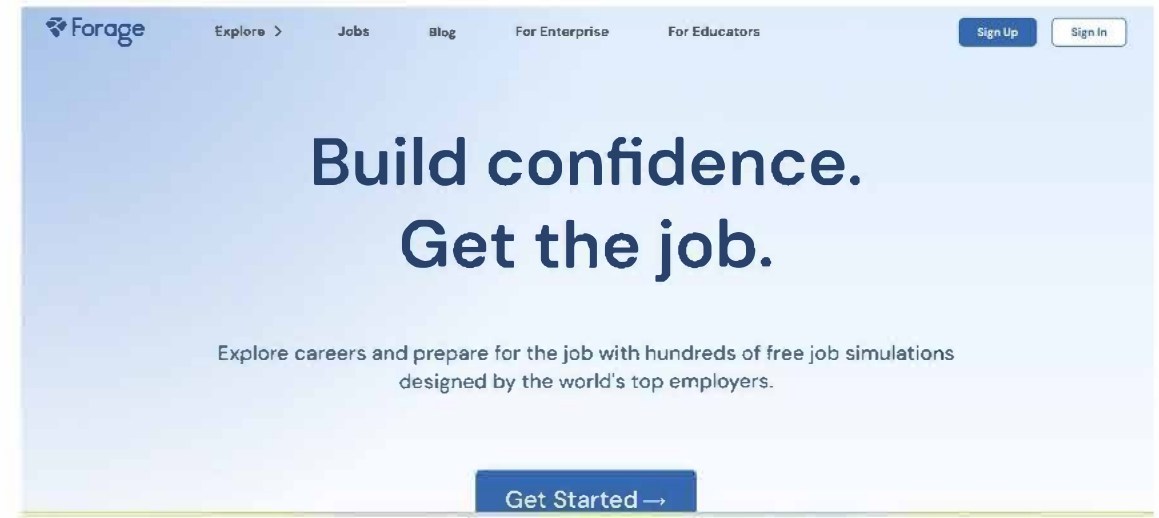 Forage Explore > Jobs Blog For Enterprise For Educators Sign Up Sign In
Build confidence.
Get the job.
Explore careers and prepare for the job with hundreds of free job simulations
designed by the world's top employers.
Get Started →